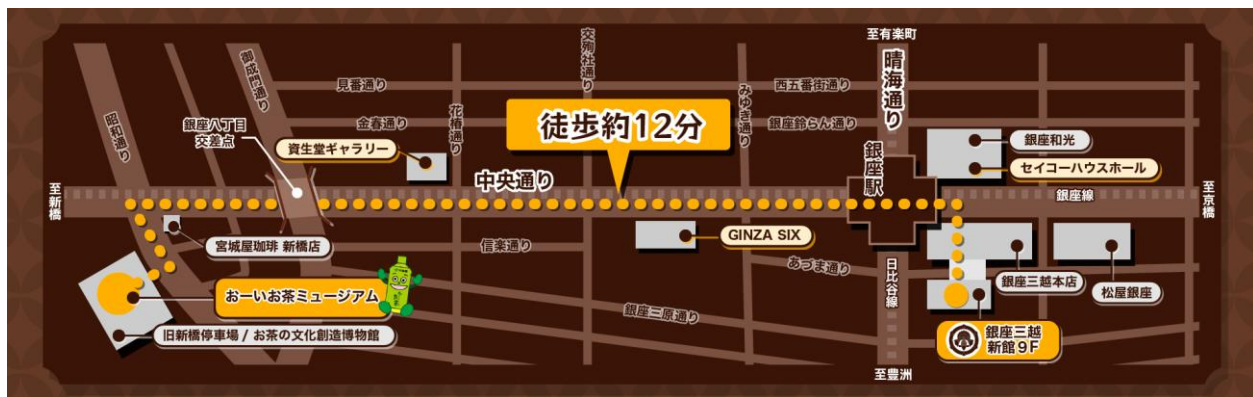 至有楽町
晴海通り
交殉社通り
御成門通り
昭和通り
見番通り
西五番街通り
みゆき通り
花椿通り
金春通り
銀座鈴らん通り
銀座八丁目
交差点
資生堂ギャラリー
徒歩約12分
銀座和光
セイコーハウスホール
至新橋
中央通り
銀座駅
銀座線
至京橋
宮城屋珈琲 新橋店
信楽通り
GINZA SIX
あづま通り
日比谷線
銀座三越本店
松屋銀座
おーいお茶ミュージアム
旧新橋停車場 / お茶の文化創造博物館
銀座三原通り
銀座三越
新館9F
至豊洲